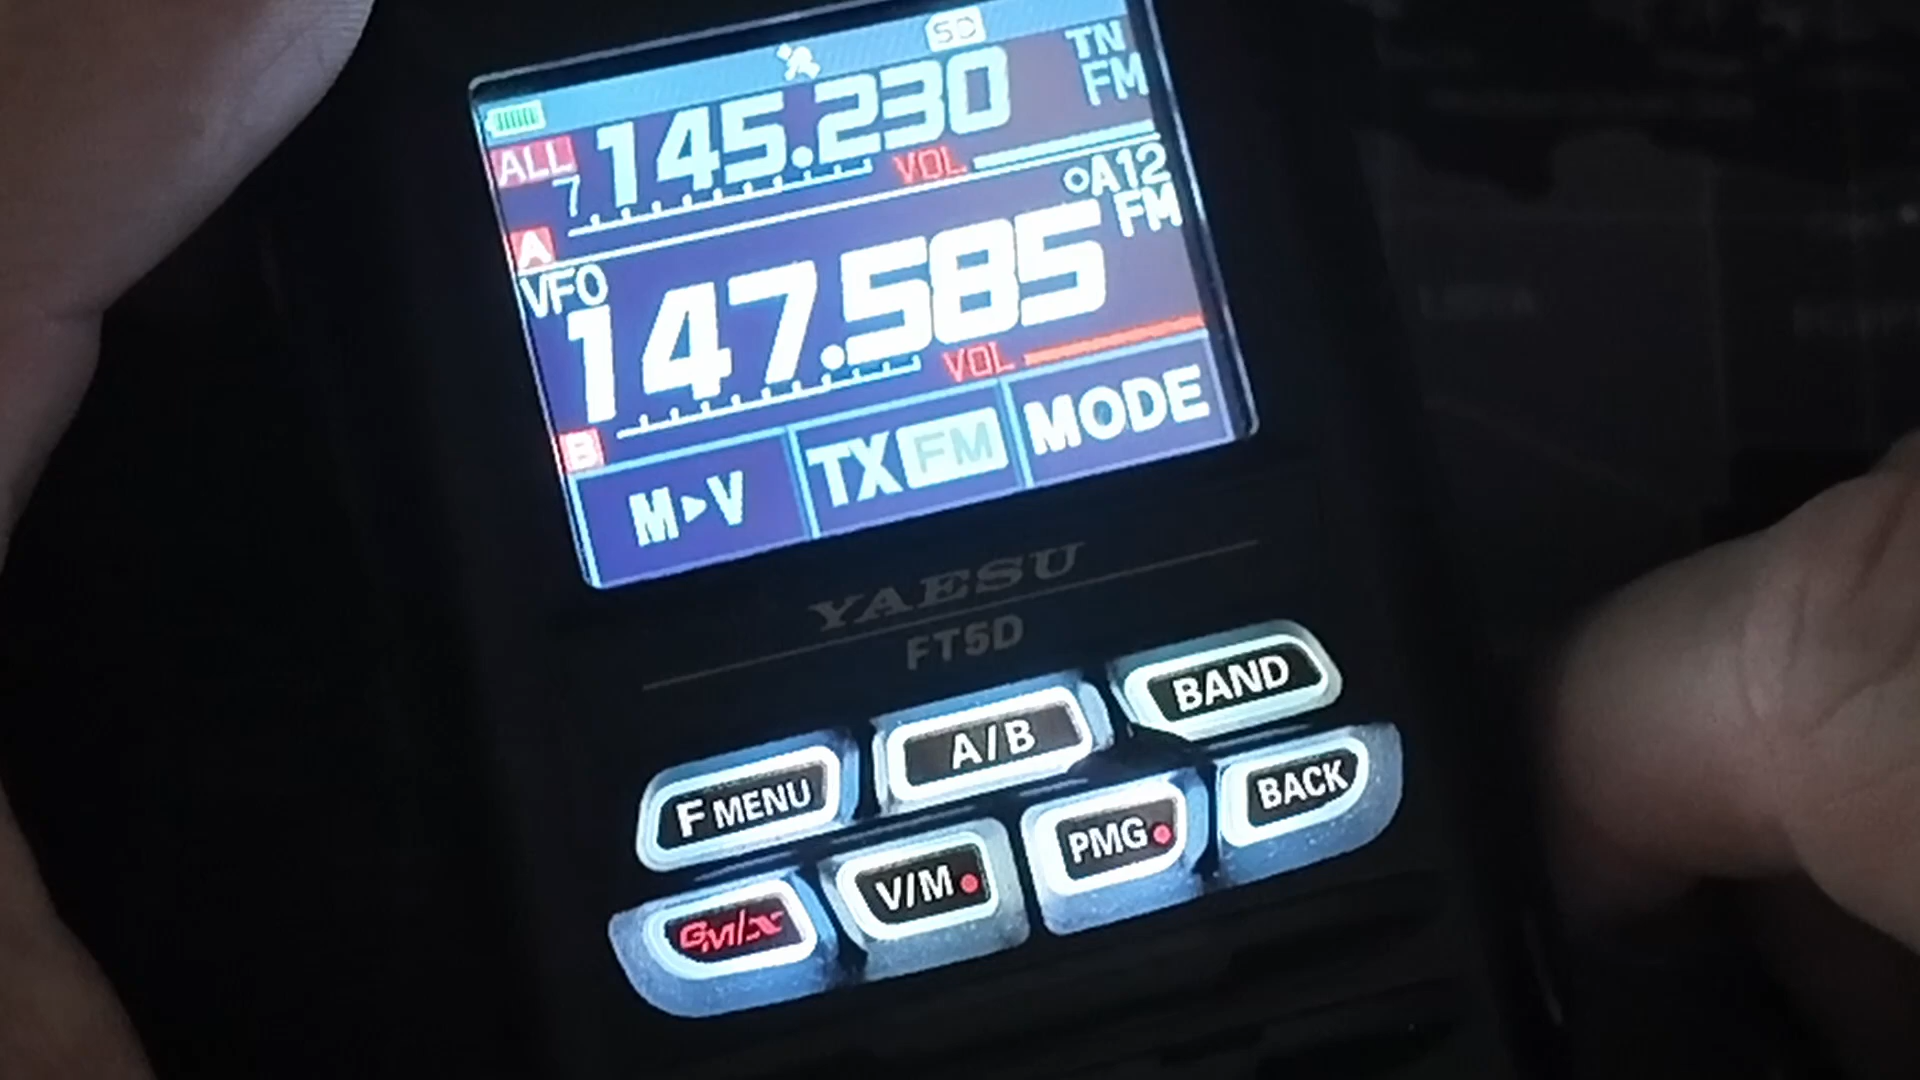 SD
ALL 145.230 TN FM
7
VOL
A
VFO 147.585 A12 FM
VOL
B
M▸V TX FM MODE
YAESU
FT5D
F MENU A/B BAND
GM/X V/M PMG BACK